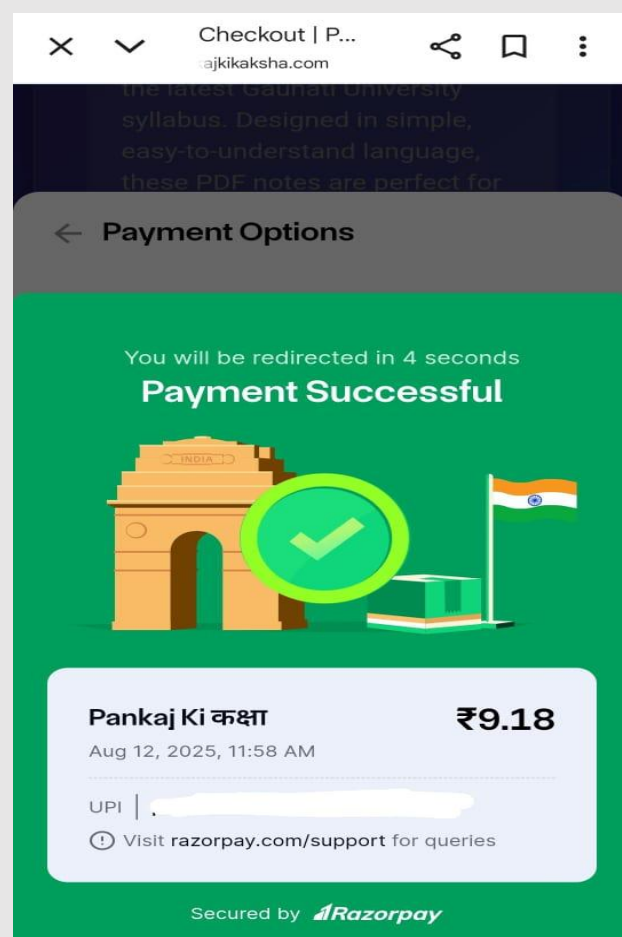 Checkout | P...
ajkikaksha.com
the latest Gauhati University
syllabus. Designed in simple,
easy-to-understand language,
these PDF notes are perfect for
Payment Options
You will be redirected in 4 seconds
Payment Successful
INDIA
Pankaj Ki कक्षा
₹9.18
Aug 12, 2025, 11:58 AM
UPI
Visit razorpay.com/support for queries
Secured by Razorpay